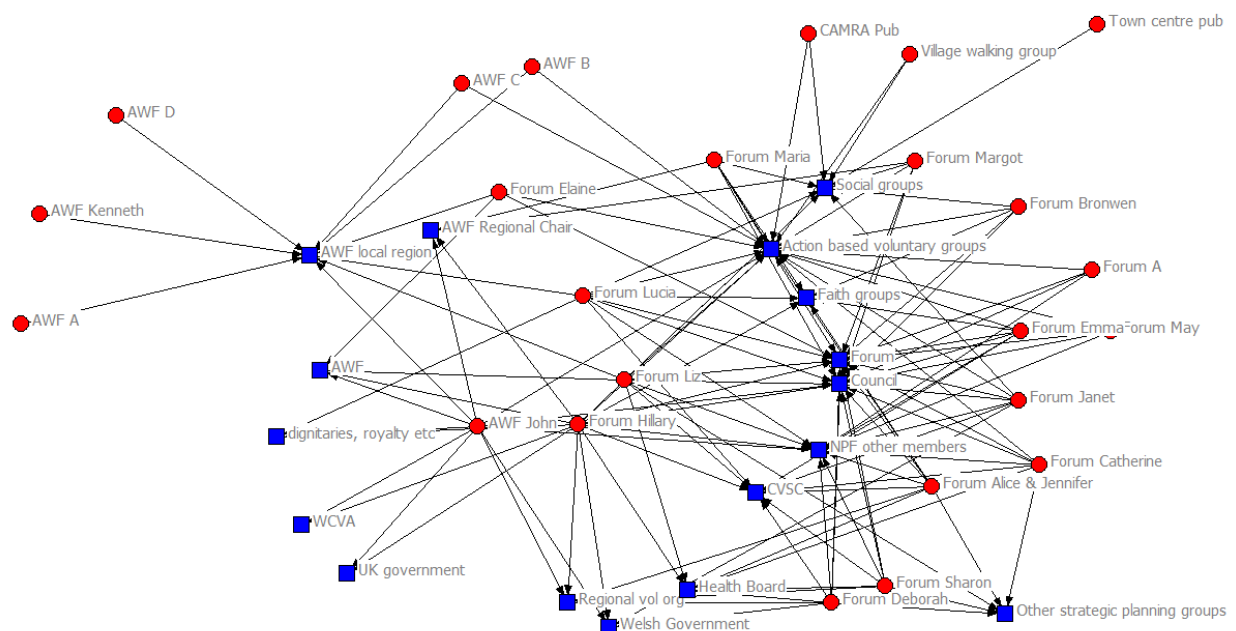 Town centre pub
CAMRA Pub
Village walking group
AWF B
AWF C
AWF D
Forum Maria
Forum Margot
Social groups
Forum Elaine
Forum Bronwen
AWF Kenneth
AWF Regional Chair
Action based voluntary groups
AWF local region
Forum A
Forum Lucia
Faith groups
AWF A
Forum Emma
Forum May
Forum
AWF
Forum Liz
Council
Forum Janet
dignitaries, royalty etc
AWF John
Forum Hillary
NPF other members
Forum Catherine
Forum Alice & Jennifer
CVSC
WCVA
UK government
Health Board
Forum Sharon
Regional vol org
Forum Deborah
Other strategic planning groups
Welsh Government